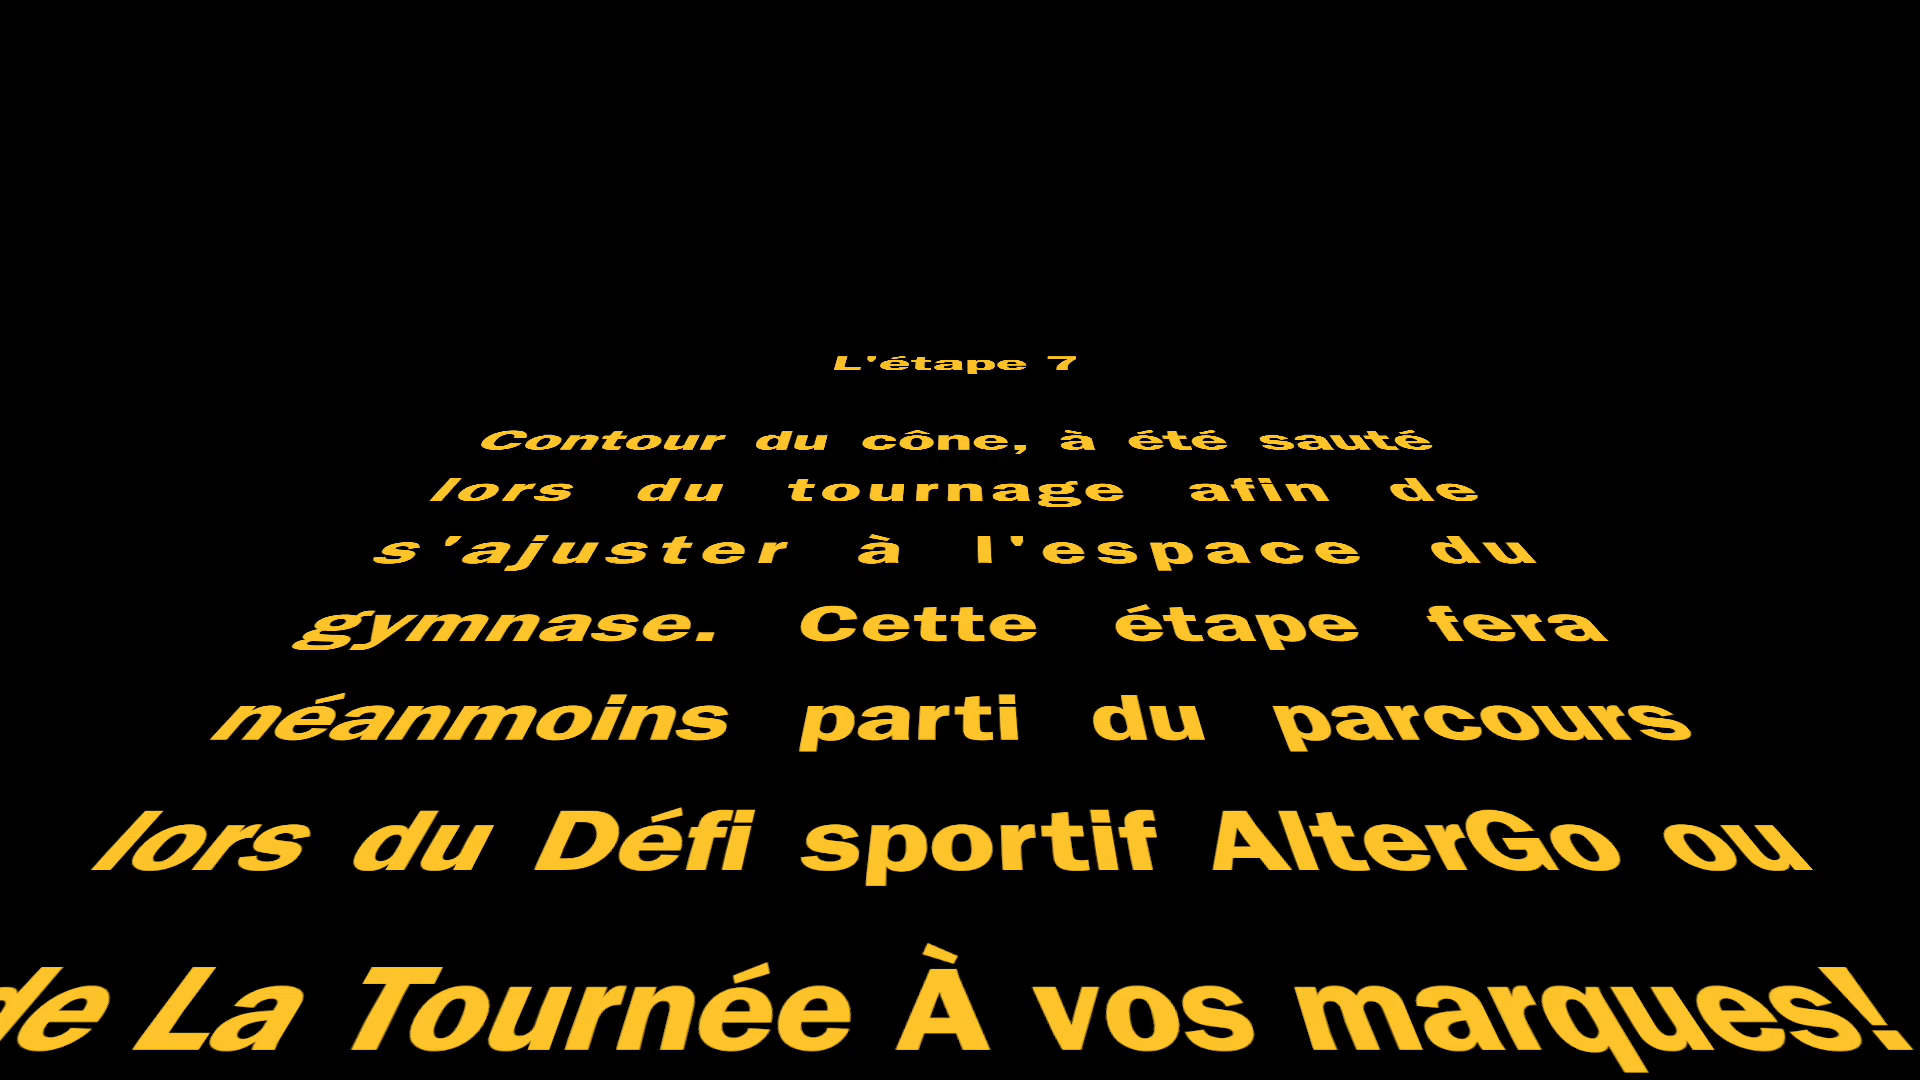 L'étape 7
Contour du cône, à été sauté
lors du tournage afin de
s’ajuster à l'espace du
gymnase. Cette étape fera
néanmoins parti du parcours
lors du Défi sportif AlterGo ou
de La Tournée À vos marques!